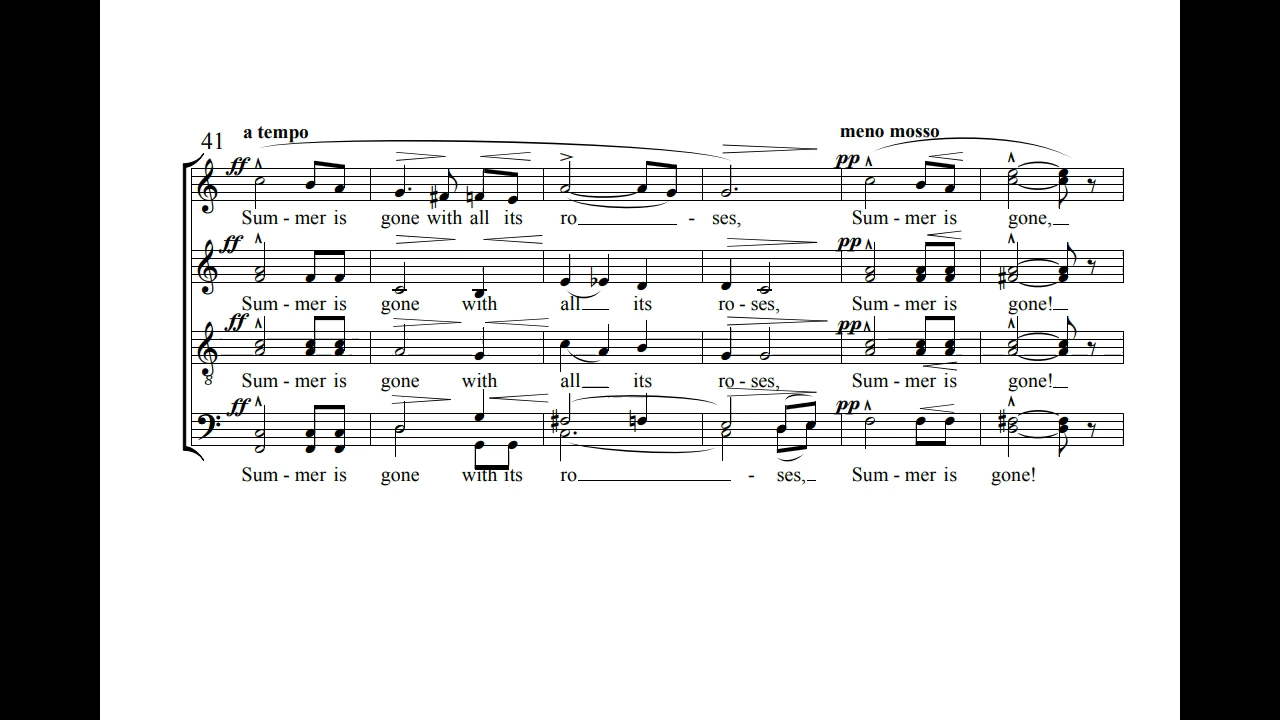 a tempo
meno mosso
41
ff
pp
Sum - mer is gone with all its ro - ses, Sum - mer is gone,
ff
pp
Sum - mer is gone with all its ro - ses, Sum - mer is gone!
ff
pp
8
Sum - mer is gone with all its ro - ses, Sum - mer is gone!
ff
pp
Sum - mer is gone with its ro - ses, Sum - mer is gone!